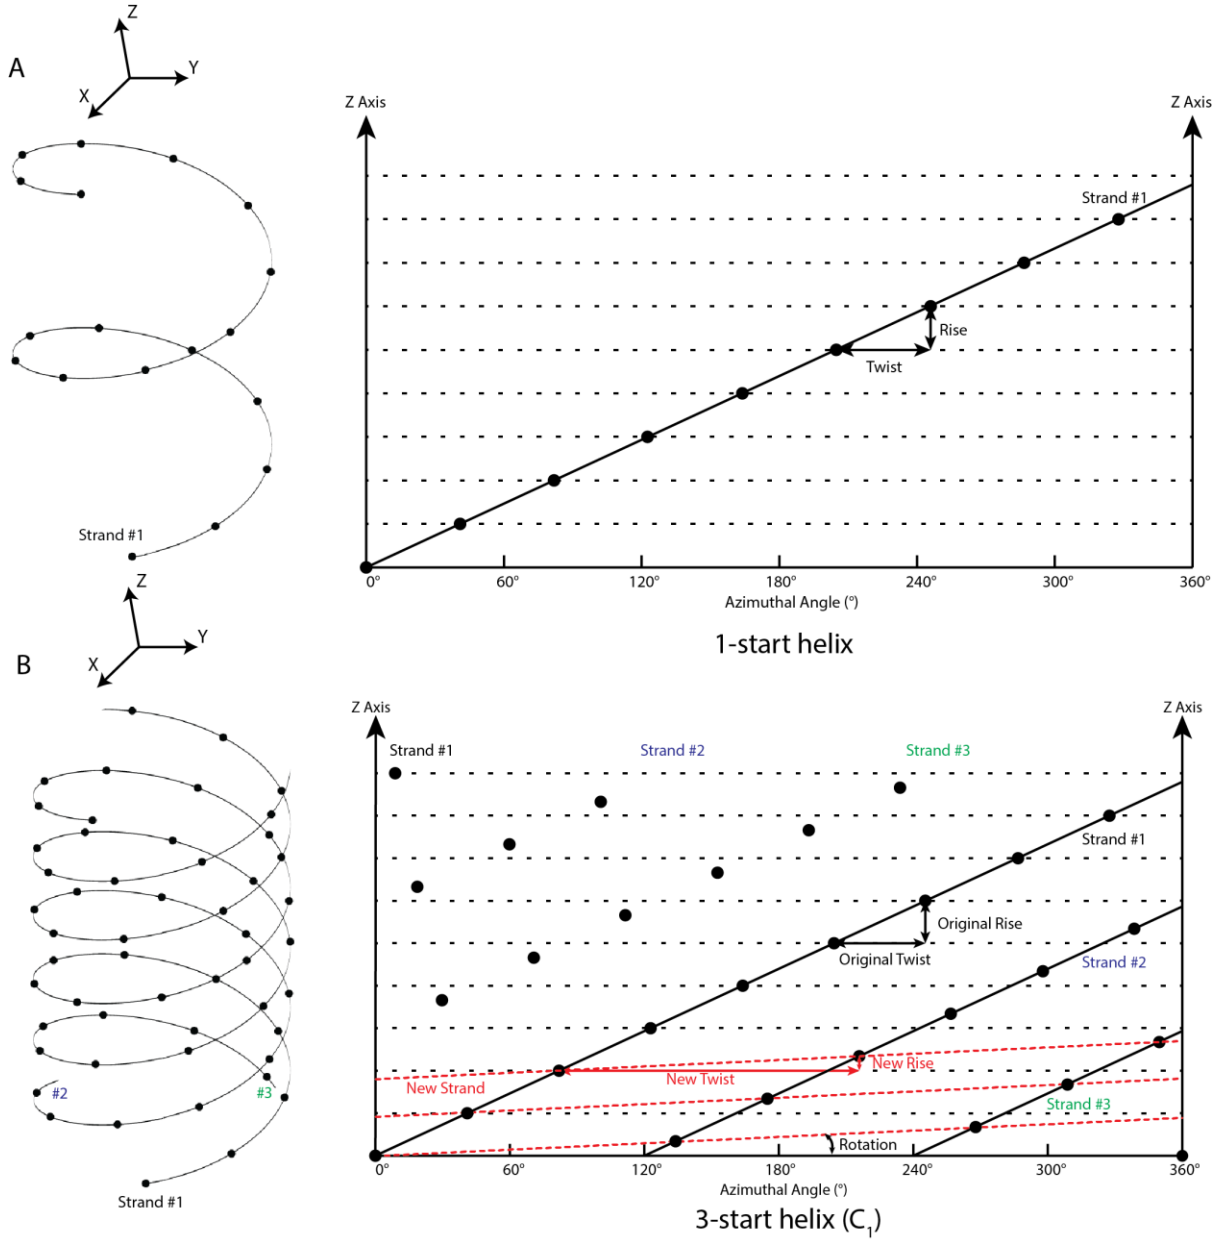 A
Z
Y
X
Strand #1
Z Axis
Z Axis
Strand #1
Rise
Twist
0°
60°
120°
180°
240°
300°
360°
Azimuthal Angle (°)
1-start helix
B
Z
Y
X
#2
#3
Strand #1
Z Axis
Z Axis
Strand #1
Strand #2
Strand #3
Strand #1
Original Rise
Original Twist
Strand #2
New Rise
New Twist
New Strand
Strand #3
Rotation
0°
60°
120°
180°
240°
300°
360°
Azimuthal Angle (°)
3-start helix (C₁)